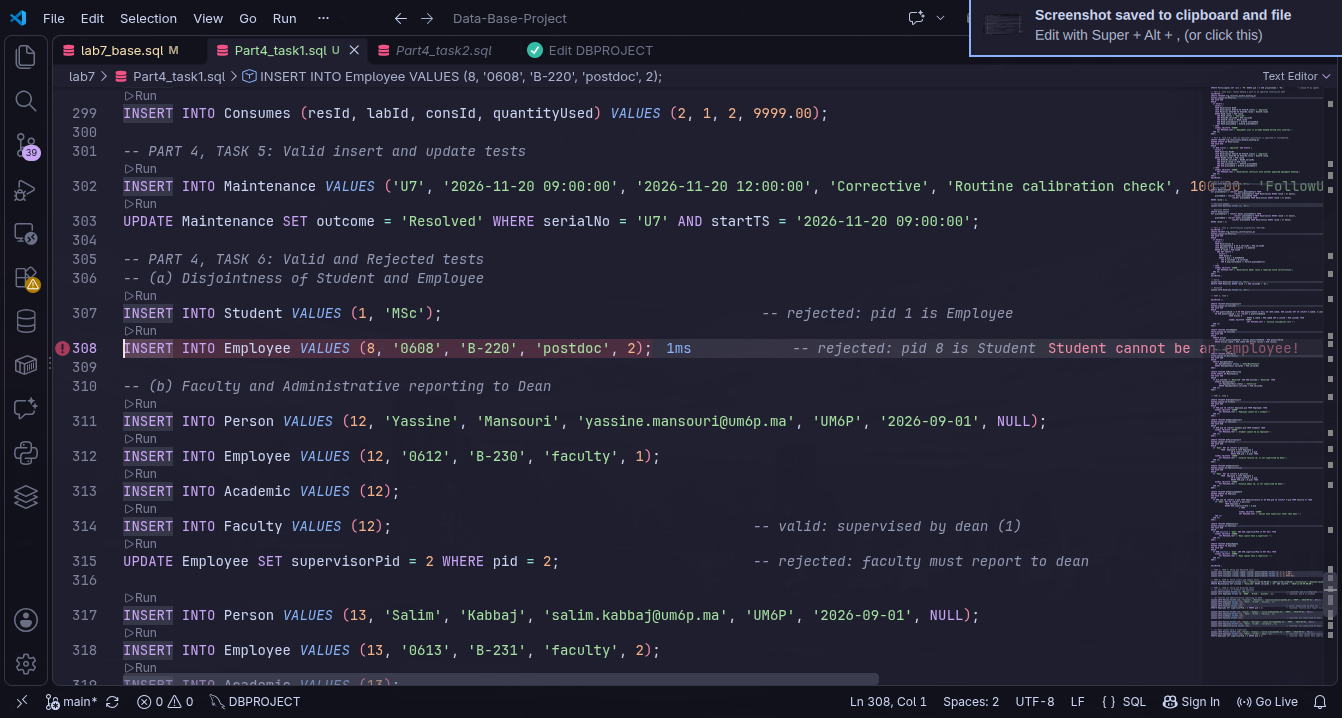 File Edit Selection View Go Run ··· Data-Base-Project
Screenshot saved to clipboard and file
Edit with Super + Alt + , (or click this)
lab7_base.sql M Part4_task1.sql U Part4_task2.sql Edit DBPROJECT
lab7 > Part4_task1.sql > INSERT INTO Employee VALUES (8, '0608', 'B-220', 'postdoc', 2); Text Editor
Run
299 INSERT INTO Consumes (resId, labId, consId, quantityUsed) VALUES (2, 1, 2, 9999.00);
300
301 -- PART 4, TASK 5: Valid insert and update tests
Run
302 INSERT INTO Maintenance VALUES ('U7', '2026-11-20 09:00:00', '2026-11-20 12:00:00', 'Corrective', 'Routine calibration check', 100.00, 'FollowU
Run
303 UPDATE Maintenance SET outcome = 'Resolved' WHERE serialNo = 'U7' AND startTS = '2026-11-20 09:00:00';
304
305 -- PART 4, TASK 6: Valid and Rejected tests
306 -- (a) Disjointness of Student and Employee
Run
307 INSERT INTO Student VALUES (1, 'MSc'); -- rejected: pid 1 is Employee
Run
308 INSERT INTO Employee VALUES (8, '0608', 'B-220', 'postdoc', 2); 1ms -- rejected: pid 8 is Student Student cannot be an employee!
309
310 -- (b) Faculty and Administrative reporting to Dean
Run
311 INSERT INTO Person VALUES (12, 'Yassine', 'Mansouri', 'yassine.mansouri@um6p.ma', 'UM6P', '2026-09-01', NULL);
Run
312 INSERT INTO Employee VALUES (12, '0612', 'B-230', 'faculty', 1);
Run
313 INSERT INTO Academic VALUES (12);
Run
314 INSERT INTO Faculty VALUES (12); -- valid: supervised by dean (1)
Run
315 UPDATE Employee SET supervisorPid = 2 WHERE pid = 2; -- rejected: faculty must report to dean
316
Run
317 INSERT INTO Person VALUES (13, 'Salim', 'Kabbaj', 'salim.kabbaj@um6p.ma', 'UM6P', '2026-09-01', NULL);
Run
318 INSERT INTO Employee VALUES (13, '0613', 'B-231', 'faculty', 2);
Run
319 INSERT INTO Academic VALUES (13);
39
main* 0 0 DBPROJECT Ln 308, Col 1 Spaces: 2 UTF-8 LF { } SQL Sign In Go Live